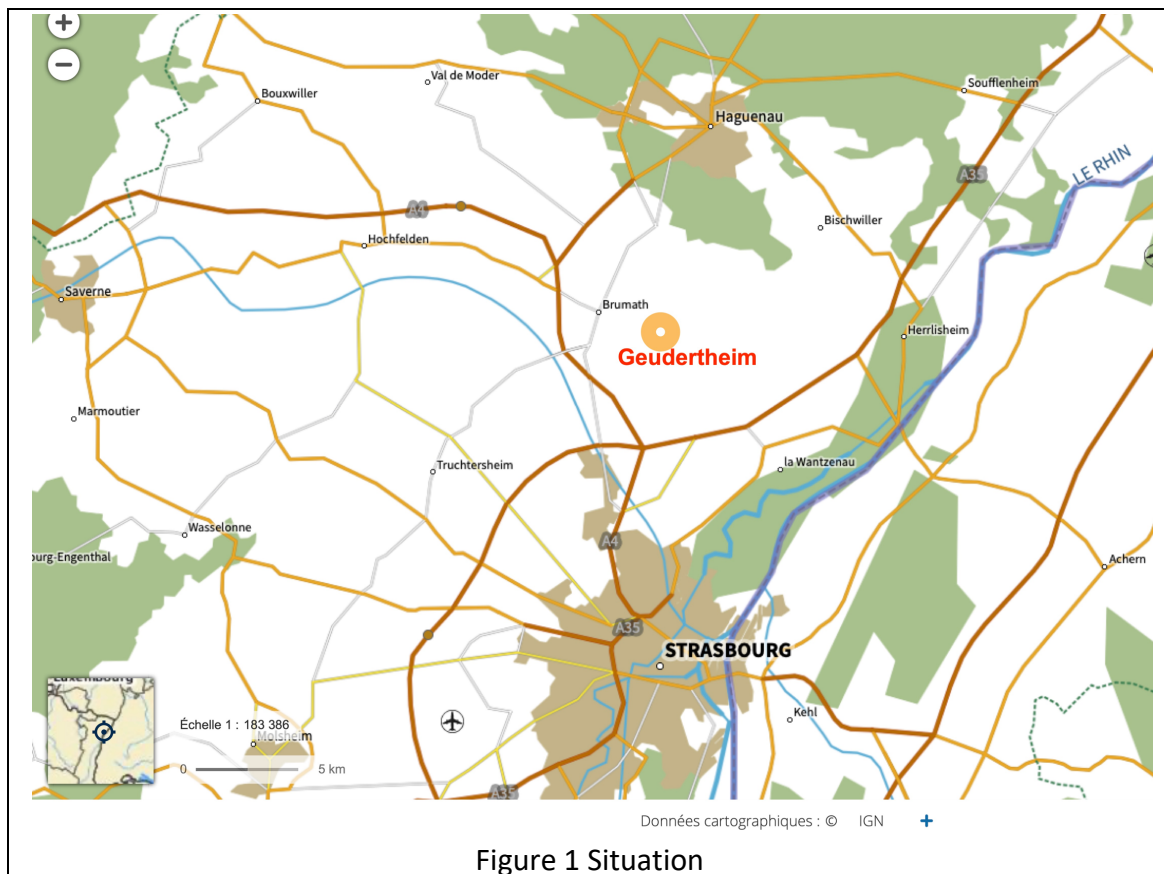 +
−
Val de Moder
Bouxwiller
Soufflenheim
Haguenau
A35
LE RHIN
A4
Bischwiller
Hochfelden
Saverne
Brumath
Herrlisheim
Geudertheim
Marmoutier
Truchtersheim
la Wantzenau
Wasselonne
ourg-Engenthal
A4
Achern
A35
STRASBOURG
Luxembourg
Kehl
Échelle 1 : 183 386
Molsheim
0 5 km
A35
Données cartographiques : © IGN +
Figure 1 Situation